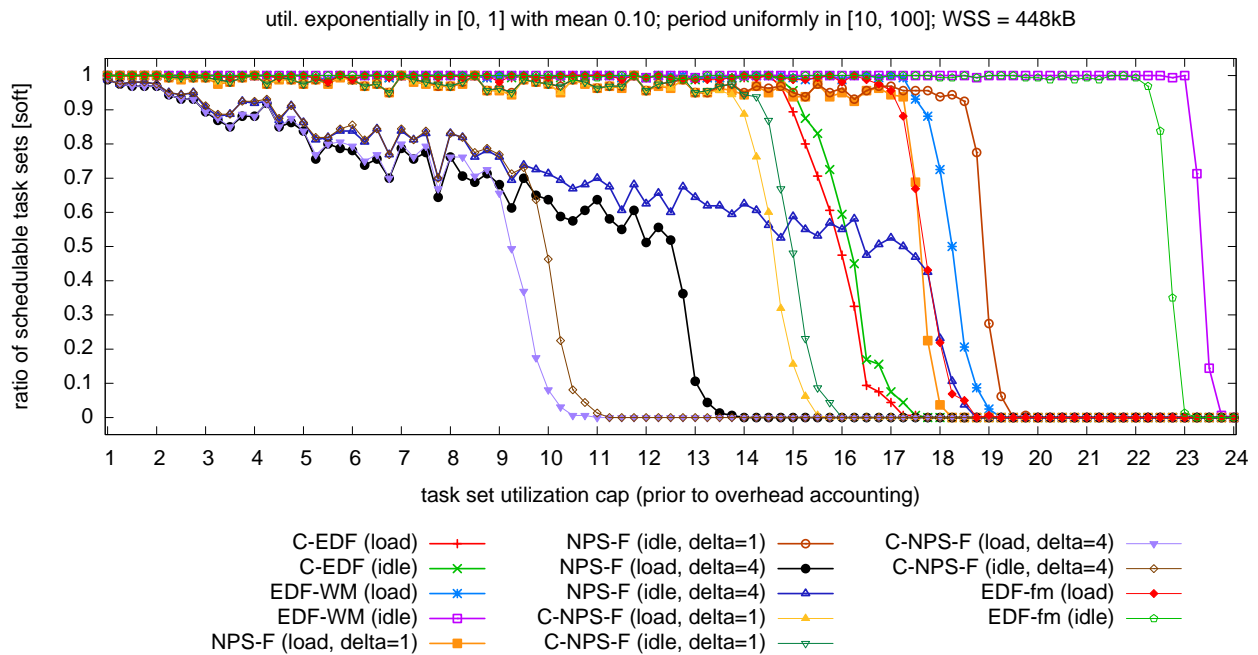 util. exponentially in [0, 1] with mean 0.10; period uniformly in [10, 100]; WSS = 448kB
ratio of schedulable task sets [soft]
1
0.9
0.8
0.7
0.6
0.5
0.4
0.3
0.2
0.1
0
1 2 3 4 5 6 7 8 9 10 11 12 13 14 15 16 17 18 19 20 21 22 23 24
task set utilization cap (prior to overhead accounting)
C-EDF (load)
C-EDF (idle)
EDF-WM (load)
EDF-WM (idle)
NPS-F (load, delta=1)
NPS-F (idle, delta=1)
NPS-F (load, delta=4)
NPS-F (idle, delta=4)
C-NPS-F (load, delta=1)
C-NPS-F (idle, delta=1)
C-NPS-F (load, delta=4)
C-NPS-F (idle, delta=4)
EDF-fm (load)
EDF-fm (idle)